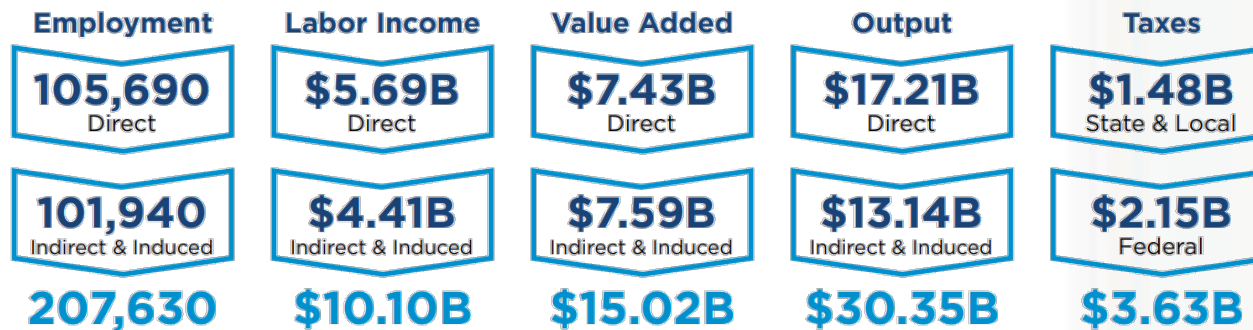 Employment Labor Income Value Added Output Taxes
105,690 $5.69B $7.43B $17.21B $1.48B
Direct Direct Direct Direct State & Local
101,940 $4.41B $7.59B $13.14B $2.15B
Indirect & Induced Indirect & Induced Indirect & Induced Indirect & Induced Federal
207,630 $10.10B $15.02B $30.35B $3.63B